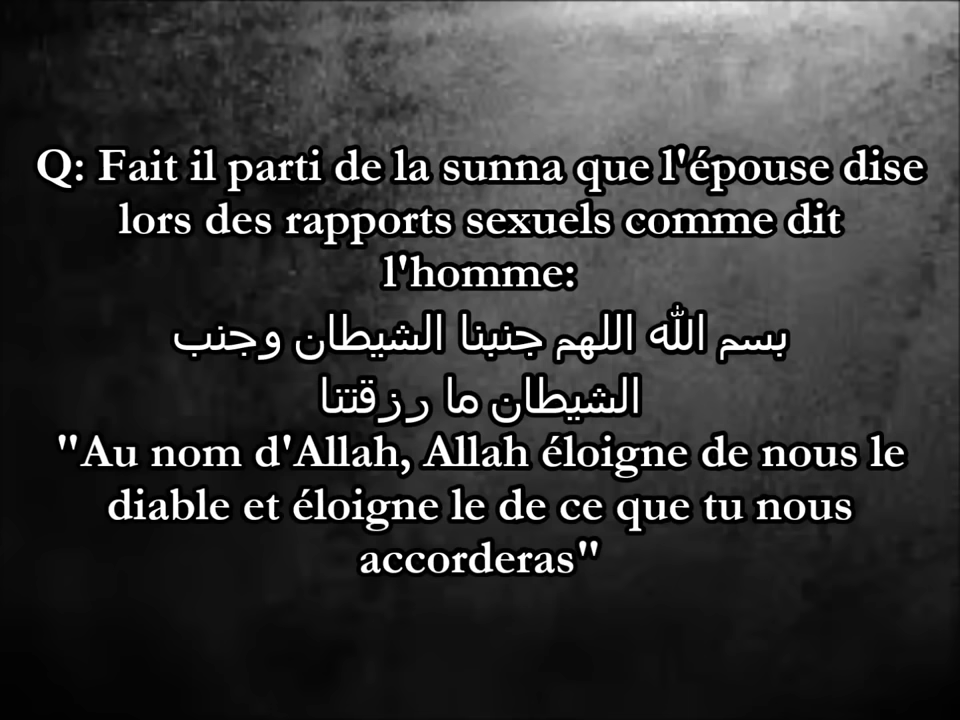 Q: Fait il parti de la sunna que l'épouse dise
lors des rapports sexuels comme dit
l'homme:
بسم الله اللهم جنبنا الشيطان وجنب
الشيطان ما رزقتنا
"Au nom d'Allah, Allah éloigne de nous le
diable et éloigne le de ce que tu nous
accorderas"